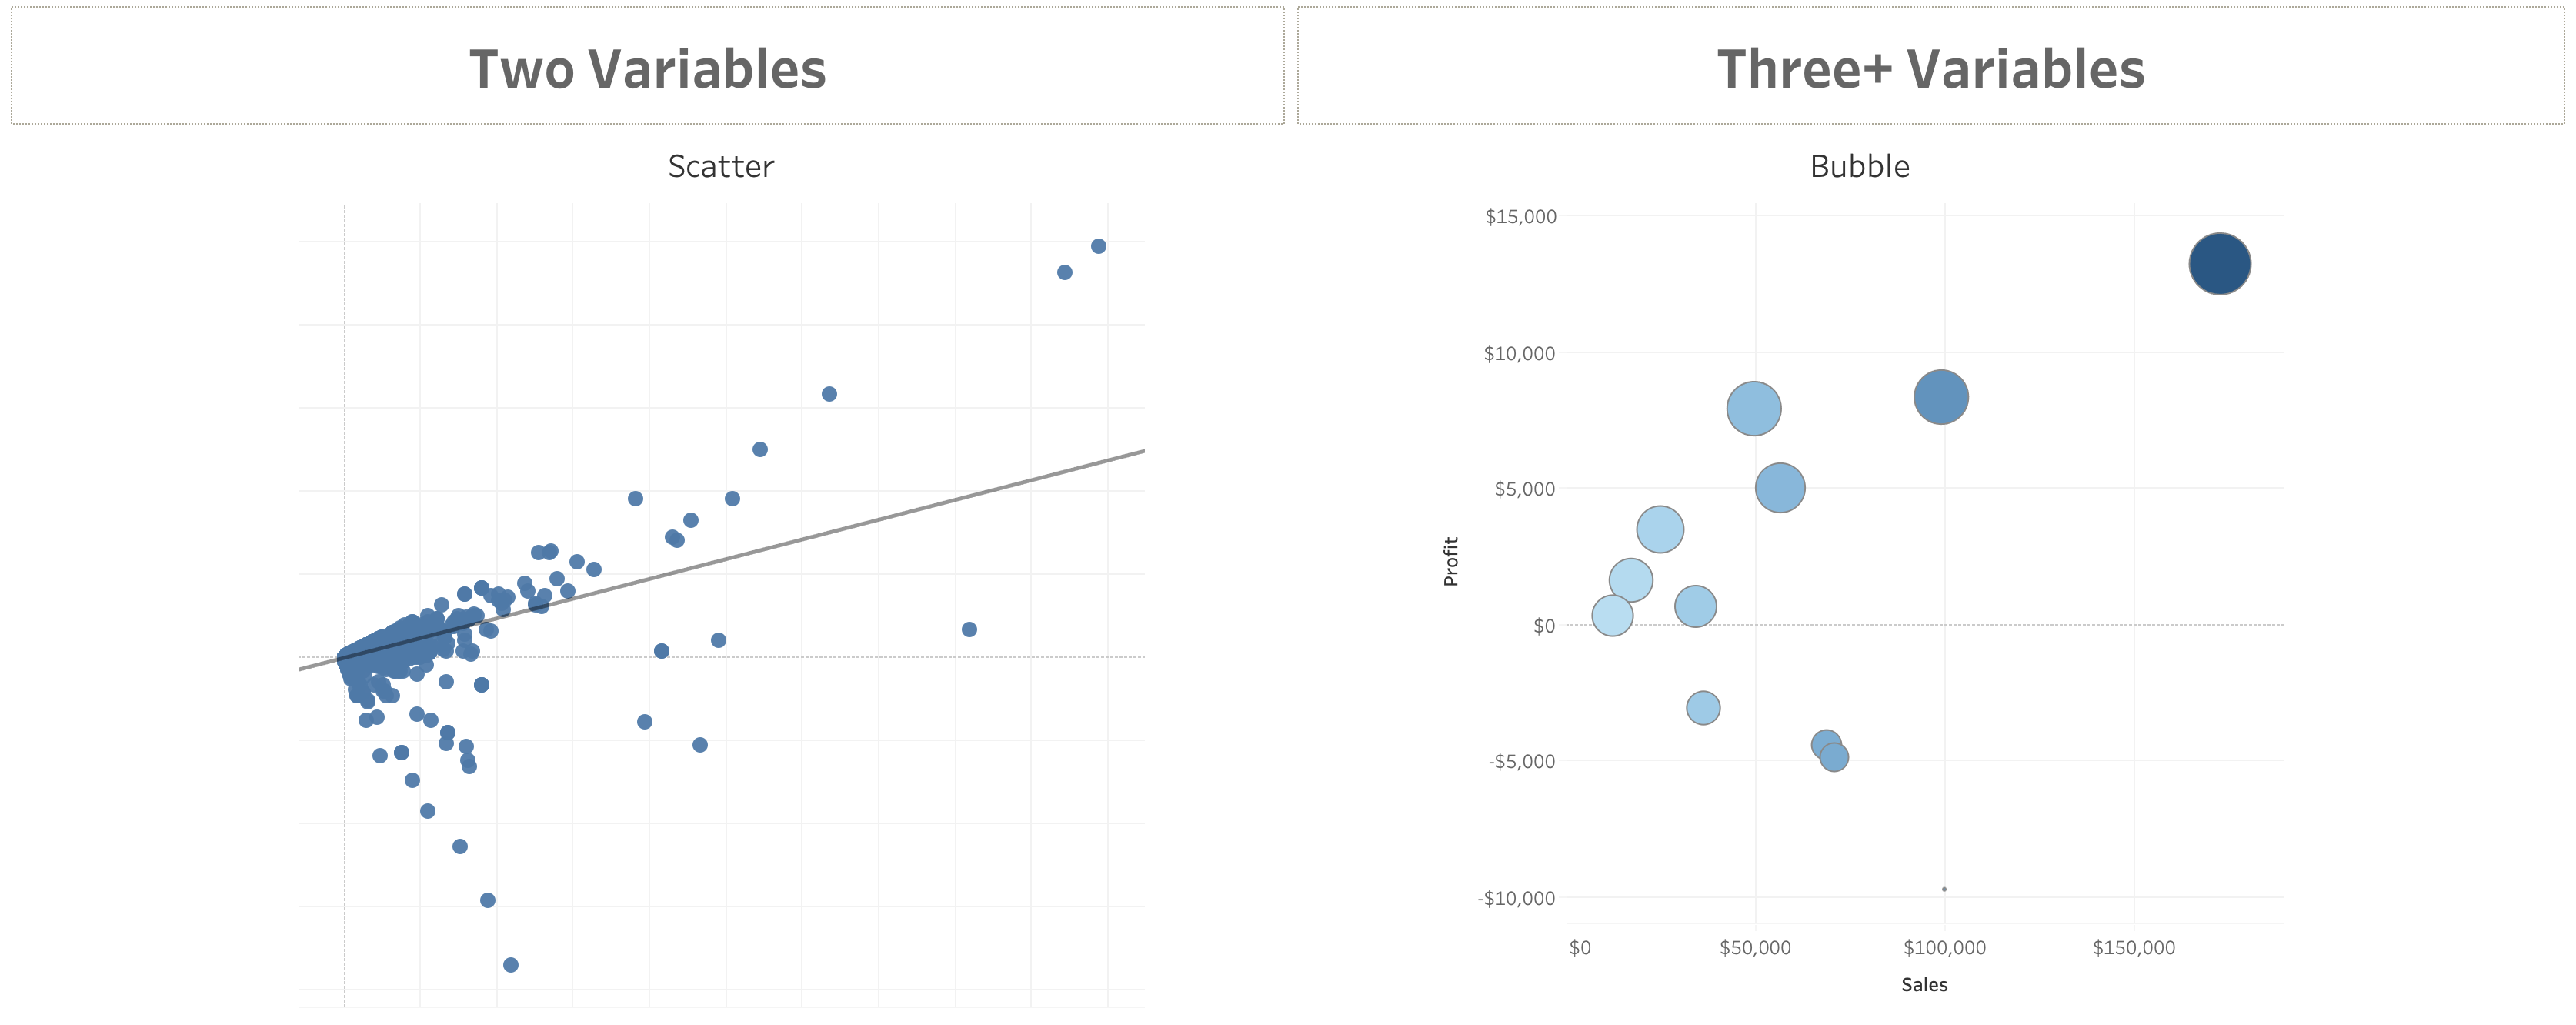 Two Variables
Three+ Variables
Scatter
Bubble
$15,000
$10,000
$5,000
$0
-$5,000
-$10,000
Profit
$0
$50,000
$100,000
$150,000
Sales